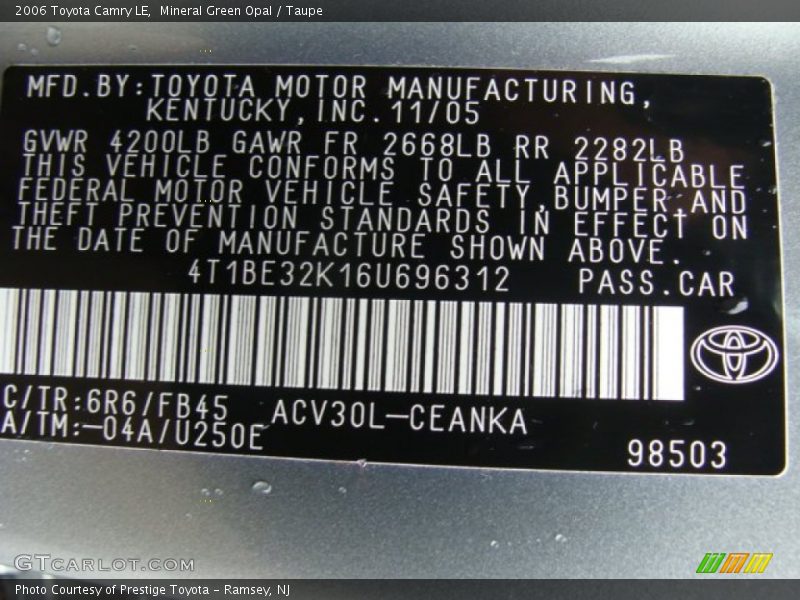 2006 Toyota Camry LE,  Mineral Green Opal / Taupe
MFD.BY:TOYOTA MOTOR MANUFACTURING,
KENTUCKY,INC.11/05
GVWR 4200LB GAWR FR 2668LB RR 2282LB
THIS VEHICLE CONFORMS TO ALL APPLICABLE
FEDERAL MOTOR VEHICLE SAFETY,BUMPER,AND
THEFT PREVENTION STANDARDS IN EFFECT ON
THE DATE OF MANUFACTURE SHOWN ABOVE.
4T1BE32K16U696312 PASS.CAR
C/TR:6R6/FB45 ACV30L-CEANKA
A/TM:-04A/U250E
98503
GTCARLOT.COM
Photo Courtesy of Prestige Toyota - Ramsey, NJ